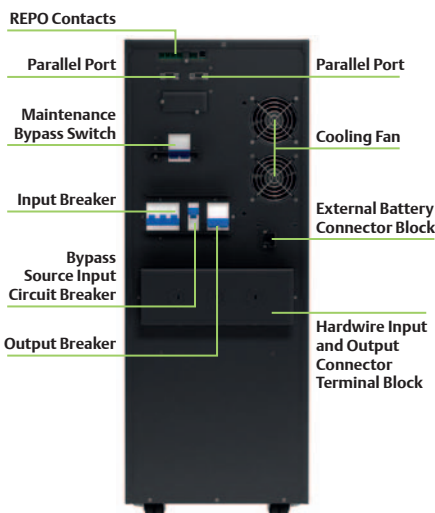 REPO Contacts
Parallel Port
Parallel Port
Maintenance
Bypass Switch
Cooling Fan
Input Breaker
External Battery
Connector Block
Bypass
Source Input
Circuit Breaker
Output Breaker
Hardwire Input
and Output
Connector
Terminal Block